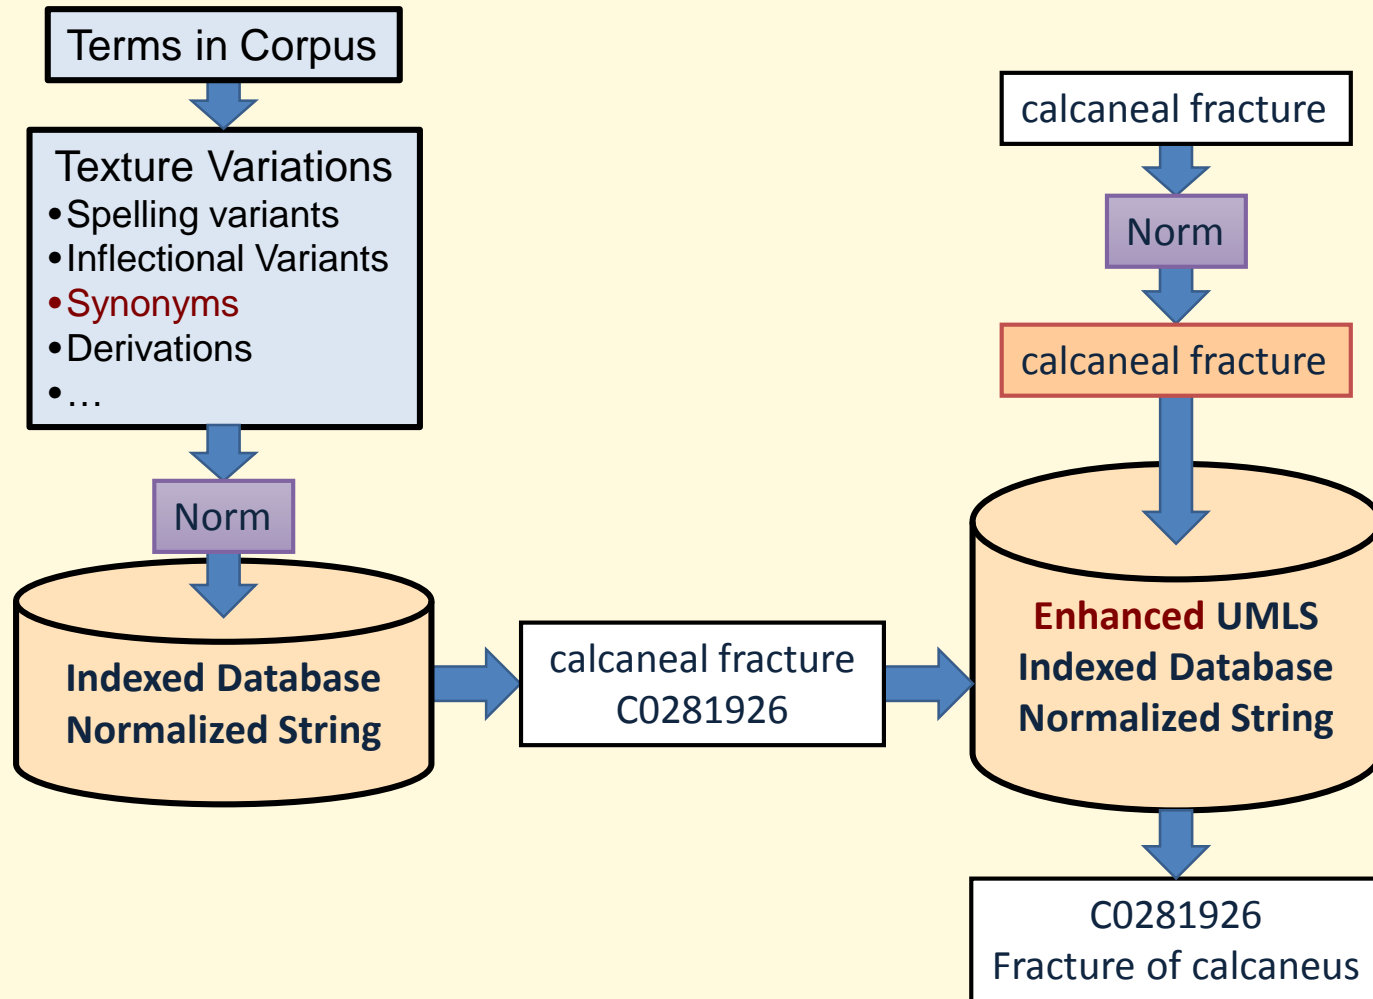 Terms in Corpus
Texture Variations
•Spelling variants
•Inflectional Variants
•Synonyms
•Derivations
•…
Norm
Indexed Database
Normalized String
calcaneal fracture
C0281926
calcaneal fracture
Norm
calcaneal fracture
Enhanced UMLS
Indexed Database
Normalized String
C0281926
Fracture of calcaneus